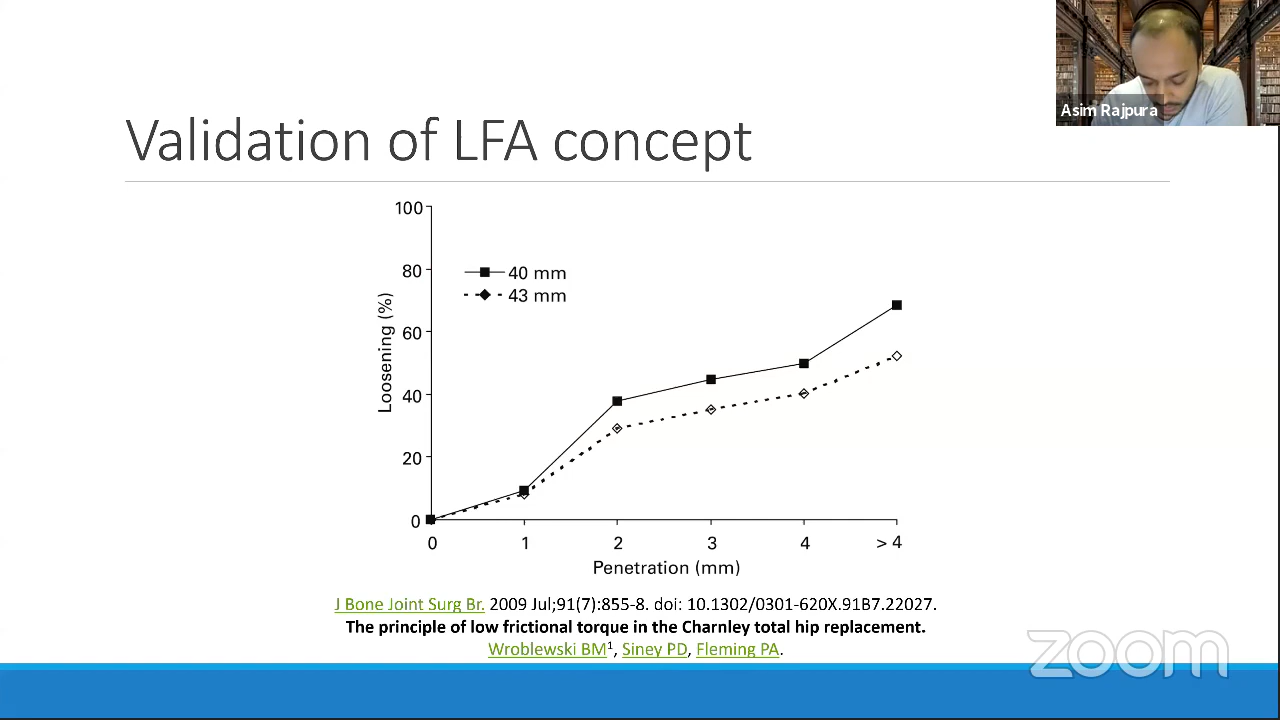 Asim Rajpura
Validation of LFA concept
100
80
60
40
20
0
Loosening (%)
40 mm
43 mm
0 1 2 3 4 > 4
Penetration (mm)
J Bone Joint Surg Br. 2009 Jul;91(7):855-8. doi: 10.1302/0301-620X.91B7.22027.
The principle of low frictional torque in the Charnley total hip replacement.
Wroblewski BM1, Siney PD, Fleming PA.
zoom